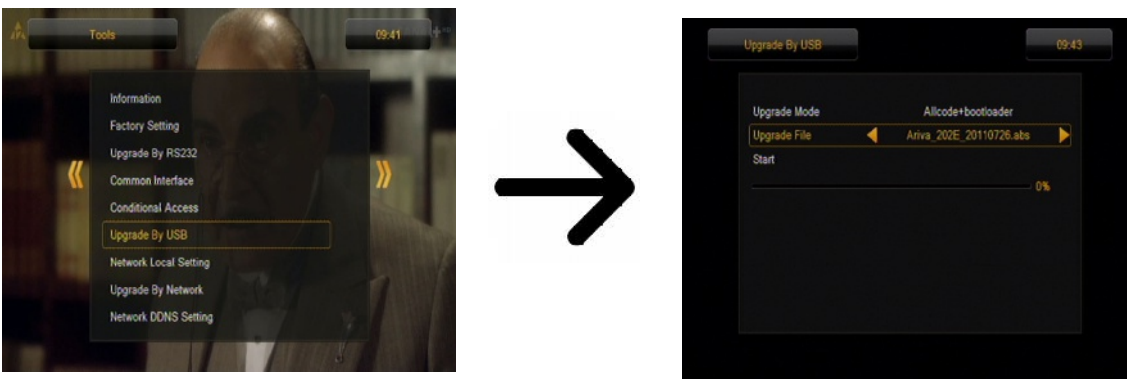 Tools
09:41
Information
Factory Setting
Upgrade By RS232
Common Interface
Conditional Access
Upgrade By USB
Network Local Setting
Upgrade By Network
Network DDNS Setting
Upgrade By USB
09:43
Upgrade Mode Allcode+bootloader
Upgrade File Ariva_202E_20110726.abs
Start
0%